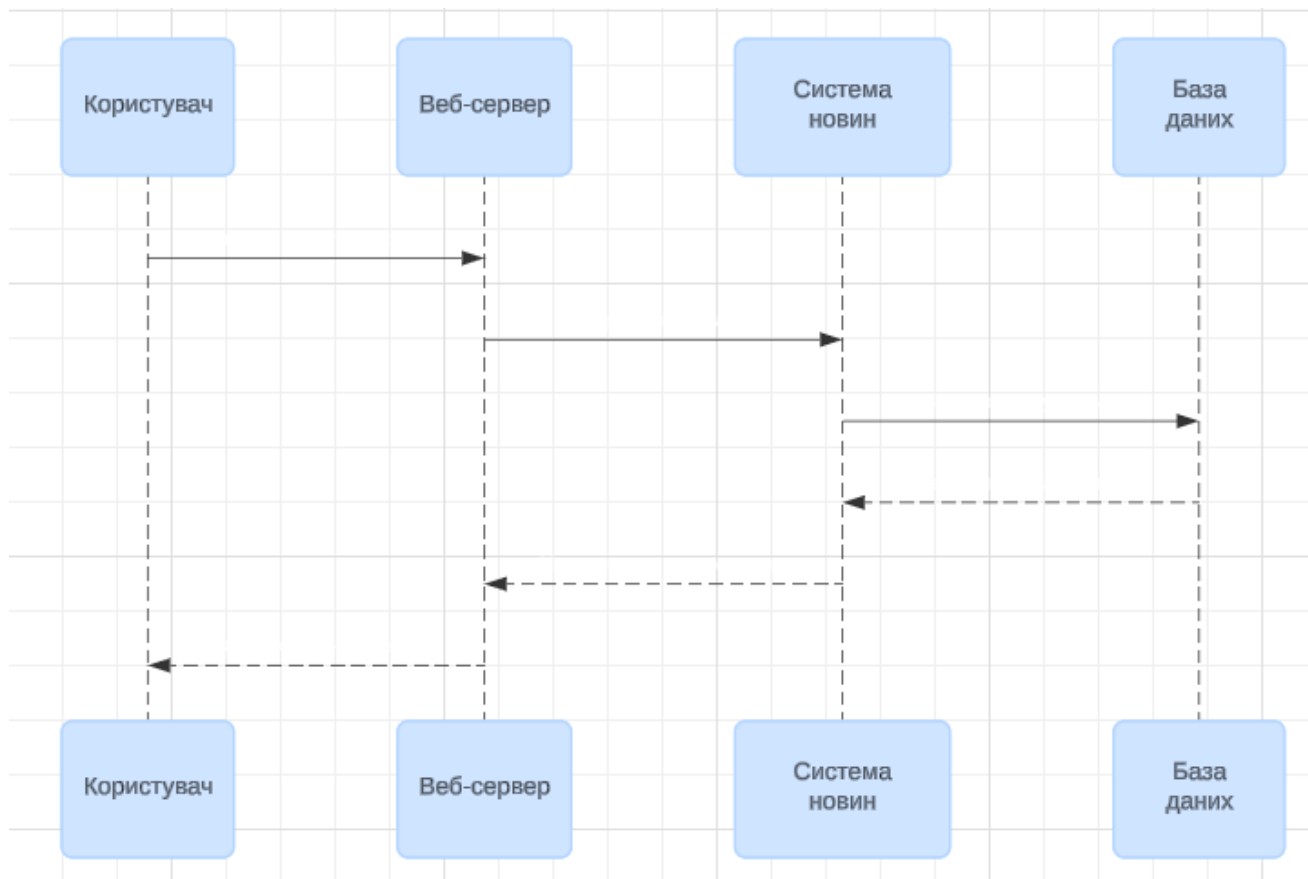 Користувач
Веб-сервер
Система
новин
База
даних
Користувач
Веб-сервер
Система
новин
База
даних